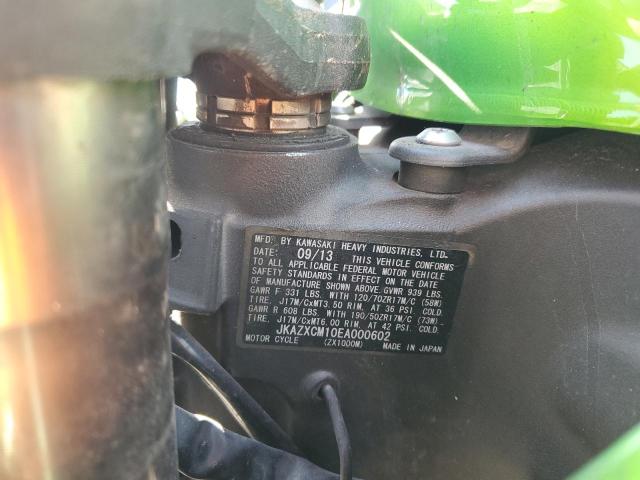 MFD. BY KAWASAKI HEAVY INDUSTRIES, LTD.
DATE: 09/13 THIS VEHICLE CONFORMS
TO ALL APPLICABLE FEDERAL MOTOR VEHICLE
SAFETY STANDARDS IN EFFECT ON THE DATE
OF MANUFACTURE SHOWN ABOVE. GVWR 939 LBS.
GAWR F 331 LBS. WITH 120/70ZR17M/C (58W)
TIRE, J17M/CxMT3.50 RIM, AT 36 PSI. COLD.
GAWR R 608 LBS. WITH 190/50ZR17M/C (73W)
TIRE, J17M/CxMT6.00 RIM, AT 42 PSI. COLD.
JKAZXCM10EA000602
MOTOR CYCLE (ZX1000M) MADE IN JAPAN